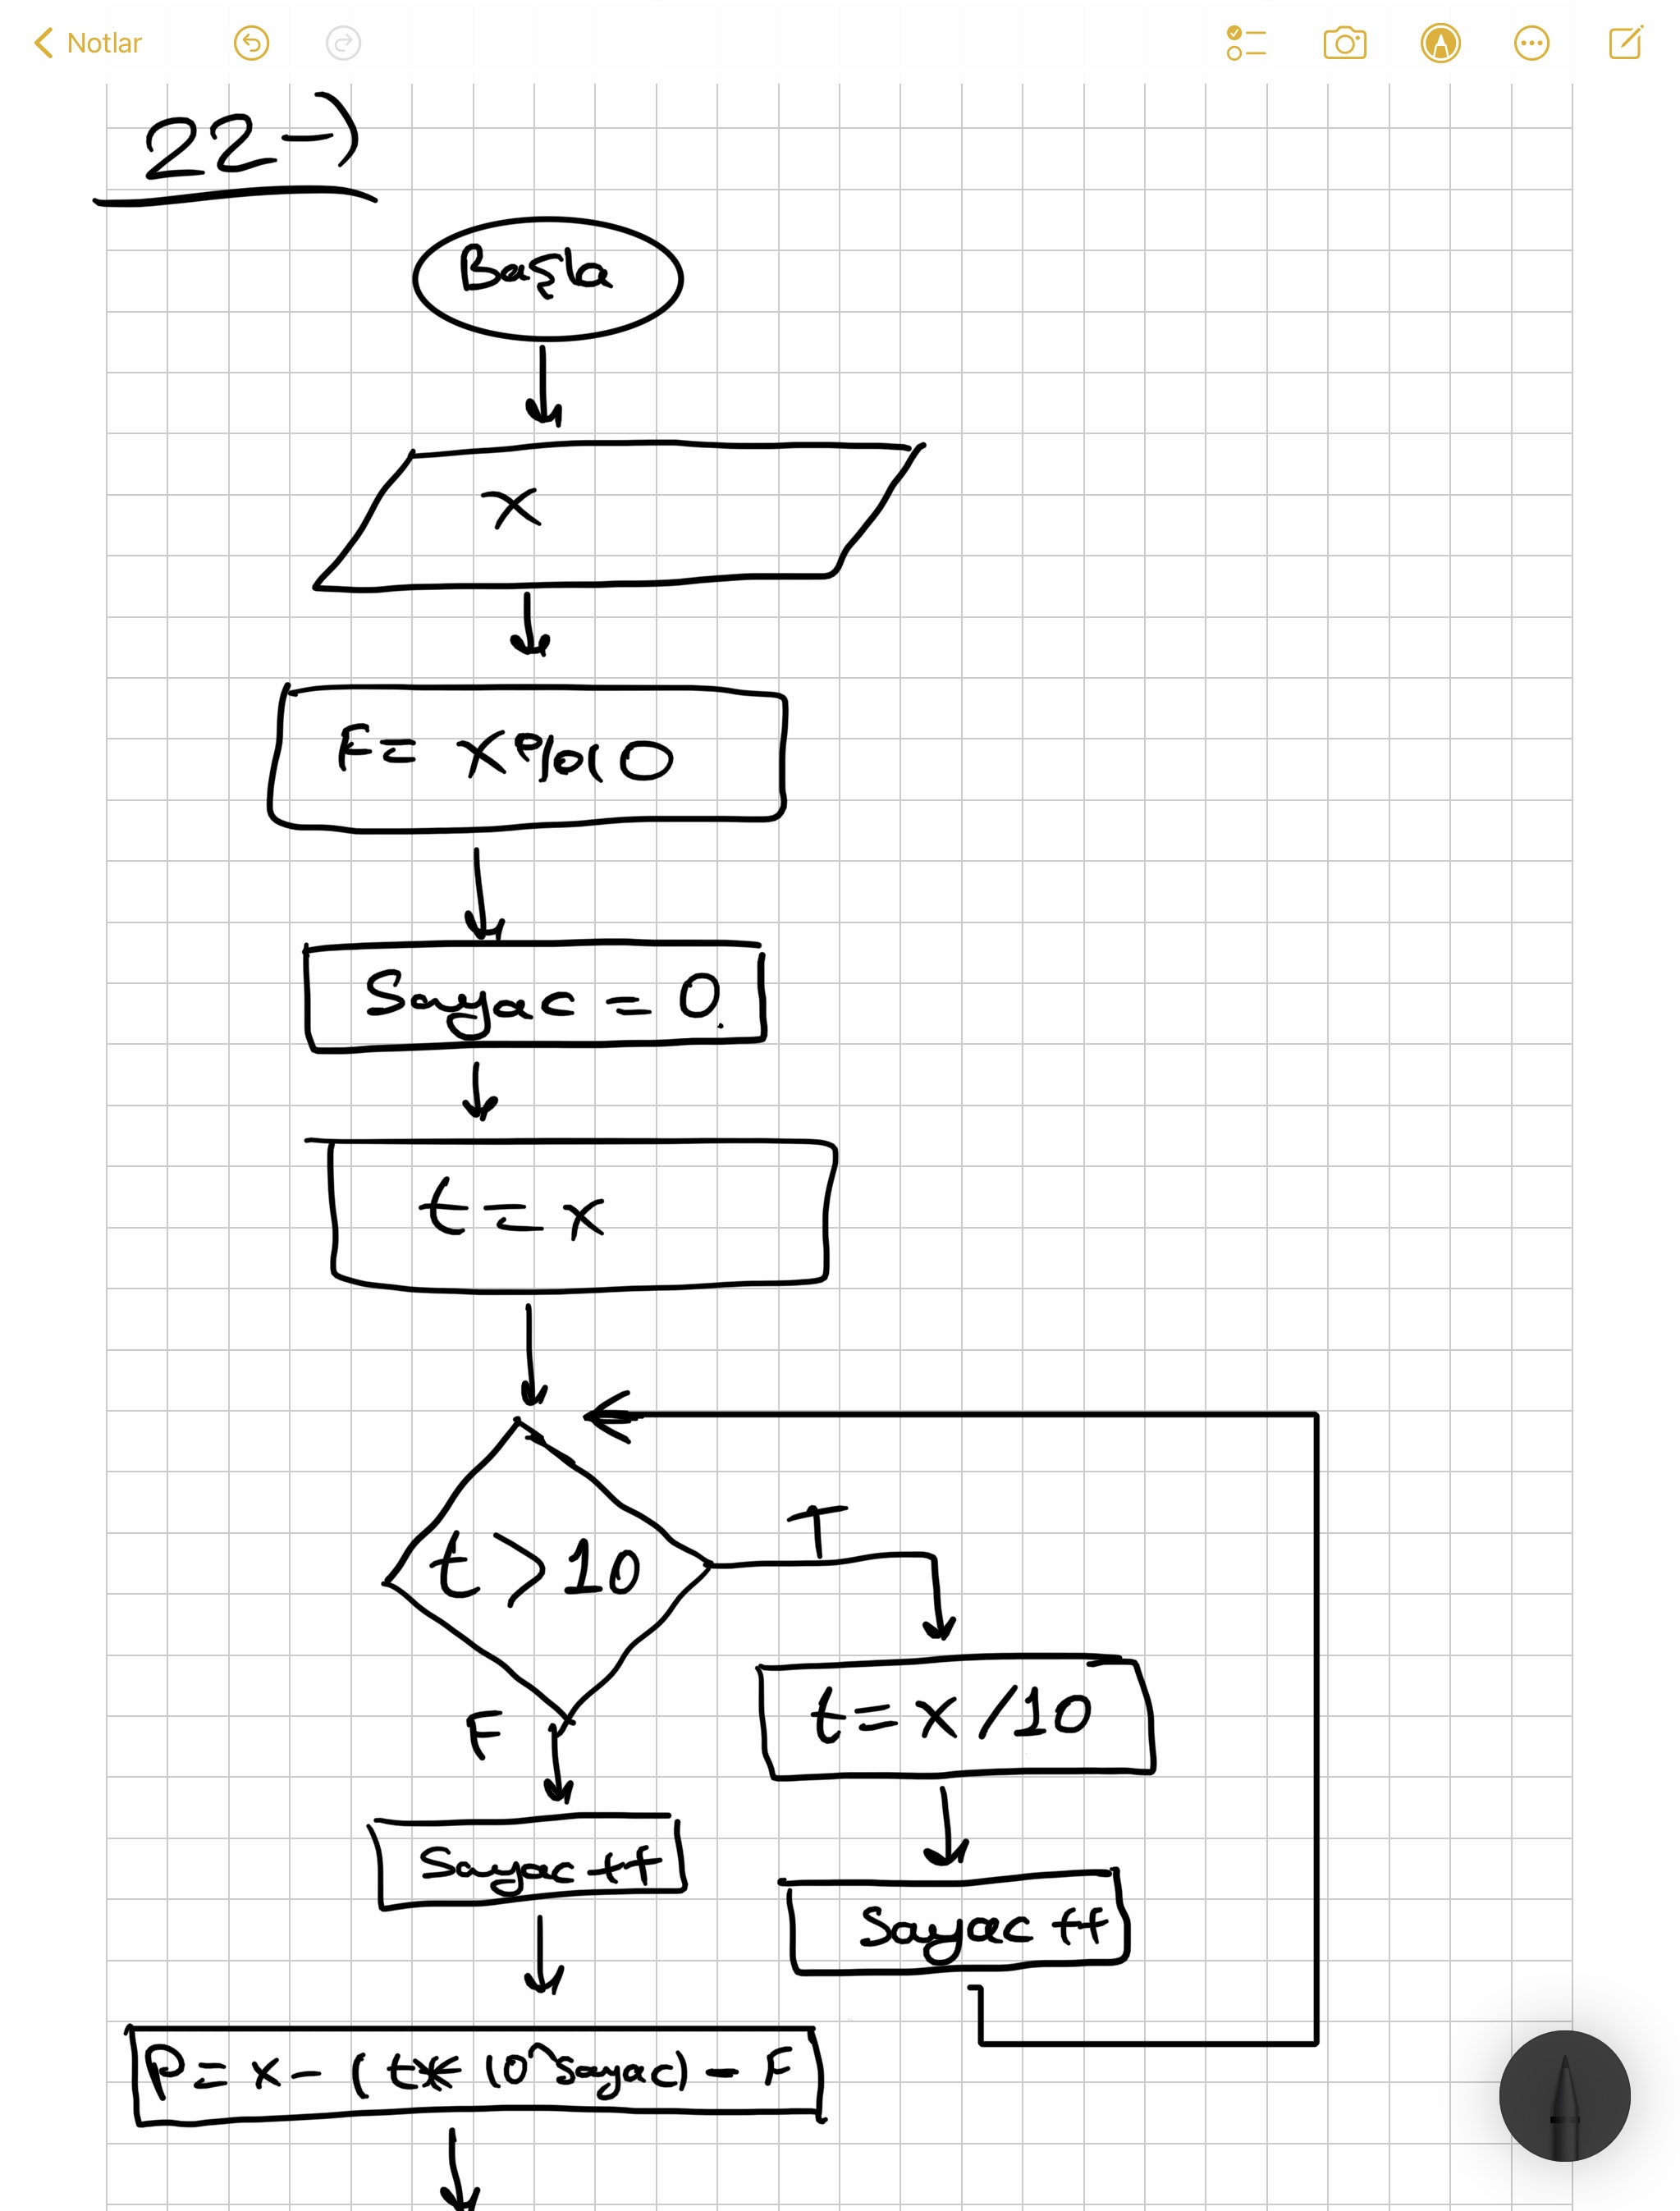 Notlar
22-)
Başla
x
F= x%10
Sayac = 0
t = x
t > 10
T
t = x /10
F
Sayac ++
Sayac ++
P = x - (t * 10^Sayac) - F